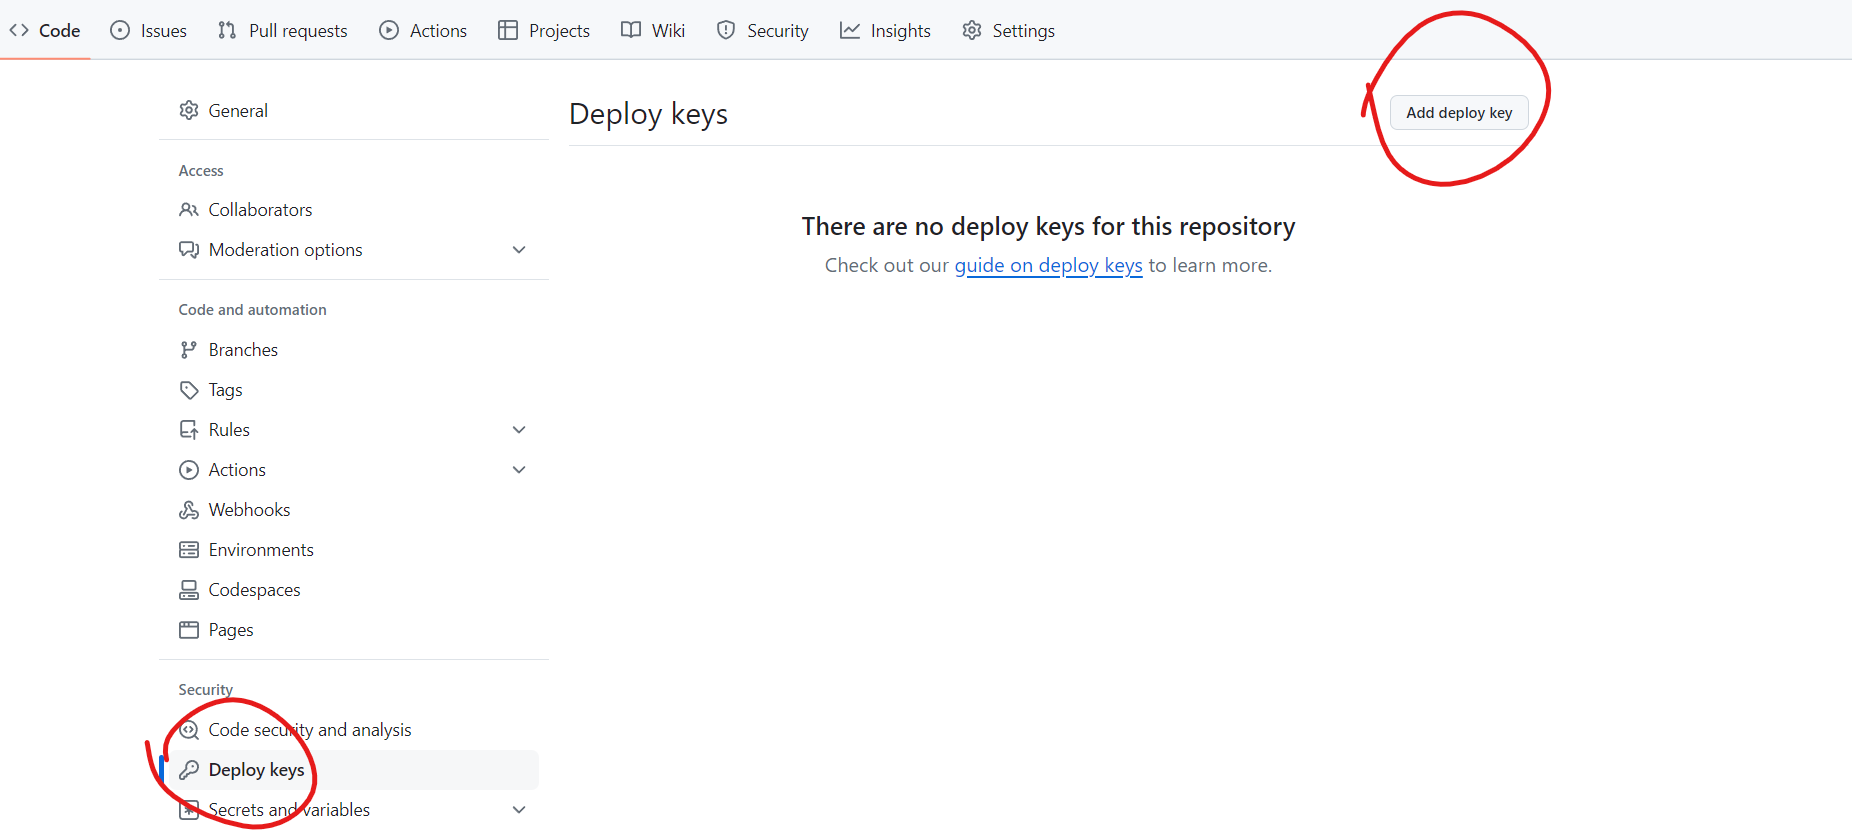 Code Issues Pull requests Actions Projects Wiki Security Insights Settings
General
Access
Collaborators
Moderation options
Code and automation
Branches
Tags
Rules
Actions
Webhooks
Environments
Codespaces
Pages
Security
Code security and analysis
Deploy keys
Secrets and variables
Deploy keys
Add deploy key
There are no deploy keys for this repository
Check out our guide on deploy keys to learn more.